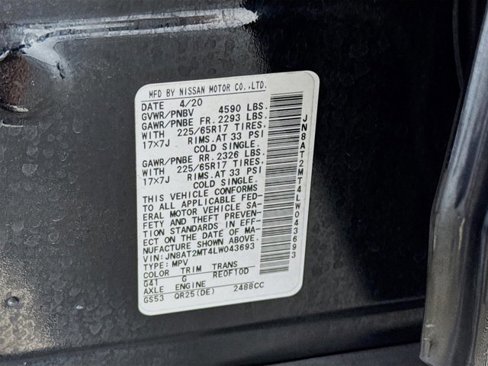 MFD BY NISSAN MOTOR CO.,LTD.
DATE 4/20
GVWR/PNBV 4590 LBS.
GAWR/PNBE FR. 2293 LBS.
WITH 225/65R17 TIRES,
17×7J RIMS.AT 33 PSI
COLD SINGLE.
GAWR/PNBE RR. 2326 LBS.
WITH 225/65R17 TIRES,
17×7J RIMS.AT 33 PSI
COLD SINGLE.
THIS VEHICLE CONFORMS
TO ALL APPLICABLE FED-
ERAL MOTOR VEHICLE SA-
FETY AND THEFT PREVEN-
TION STANDARDS IN EFF-
ECT ON THE DATE OF MA-
NUFACTURE SHOWN ABOVE.
VIN:JN8AT2MT4LW043693
TYPE:MPV
COLOR TRIM TRANS
G41 G RE0F10D
AXLE ENGINE
GS53 QR25(DE) 2488CC
JN8AT2MT4LW043693